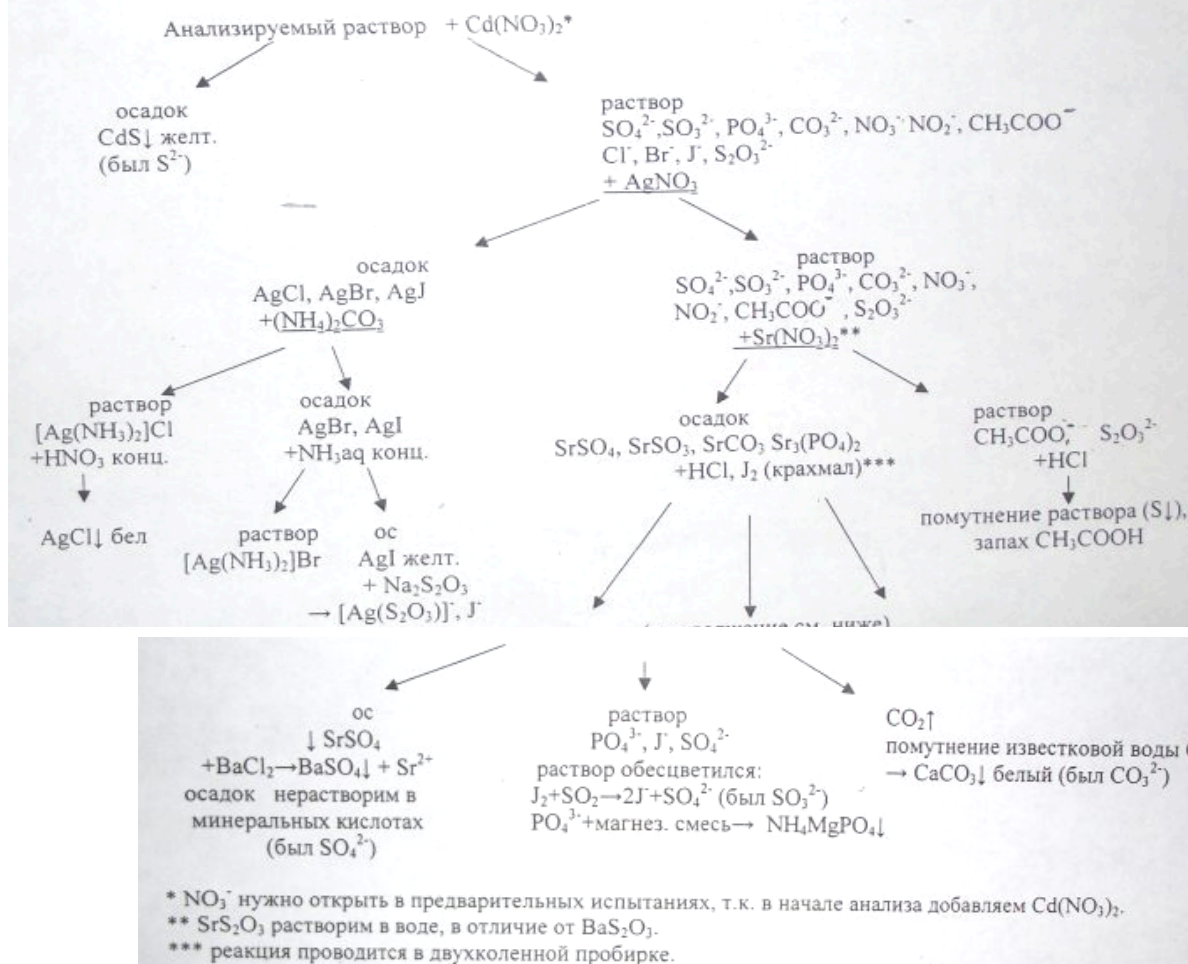 Анализируемый раствор + Cd(NO₃)₂*
осадок
CdS↓ желт.
(был S²⁻)
раствор
SO₄²⁻,SO₃²⁻, PO₄³⁻, CO₃²⁻, NO₃⁻ NO₂⁻, CH₃COO⁻
Cl⁻, Br⁻, J⁻, S₂O₃²⁻
+ AgNO₃
осадок
AgCl, AgBr, AgJ
+(NH₄)₂CO₃
раствор
SO₄²⁻,SO₃²⁻, PO₄³⁻, CO₃²⁻, NO₃⁻,
NO₂⁻, CH₃COO⁻ , S₂O₃²⁻
+Sr(NO₃)₂**
раствор
[Ag(NH₃)₂]Cl
+HNO₃ конц.
AgCl↓ бел
осадок
AgBr, AgI
+NH₃aq конц.
раствор
[Ag(NH₃)₂]Br
ос
AgI желт.
+ Na₂S₂O₃
→ [Ag(S₂O₃)]⁻, J⁻
осадок
SrSO₄, SrSO₃, SrCO₃ Sr₃(PO₄)₂
+HCl, J₂ (крахмал)***
раствор
CH₃COO⁻, S₂O₃²⁻
+HCl
помутнение раствора (S↓),
запах CH₃COOH
см. ниже)
ос
↓ SrSO₄
+BaCl₂→BaSO₄↓ + Sr²⁺
осадок нерастворим в
минеральных кислотах
(был SO₄²⁻)
раствор
PO₄³⁻, J⁻, SO₄²⁻
раствор обесцветился:
J₂+SO₂→2J⁻+SO₄²⁻ (был SO₃²⁻)
PO₄³⁻+магнез. смесь→ NH₄MgPO₄↓
CO₂↑
помутнение известковой воды
→ CaCO₃↓ белый (был CO₃²⁻)
* NO₃⁻ нужно открыть в предварительных испытаниях, т.к. в начале анализа добавляем Cd(NO₃)₂.
** SrS₂O₃ растворим в воде, в отличие от BaS₂O₃.
*** реакция проводится в двухколенной пробирке.